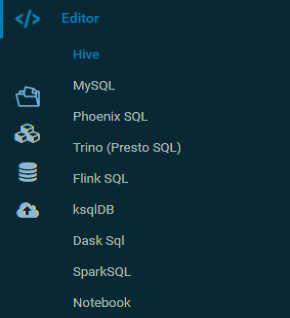 Editor
Hive
MySQL
Phoenix SQL
Trino (Presto SQL)
Flink SQL
ksqlDB
Dask Sql
SparkSQL
Notebook